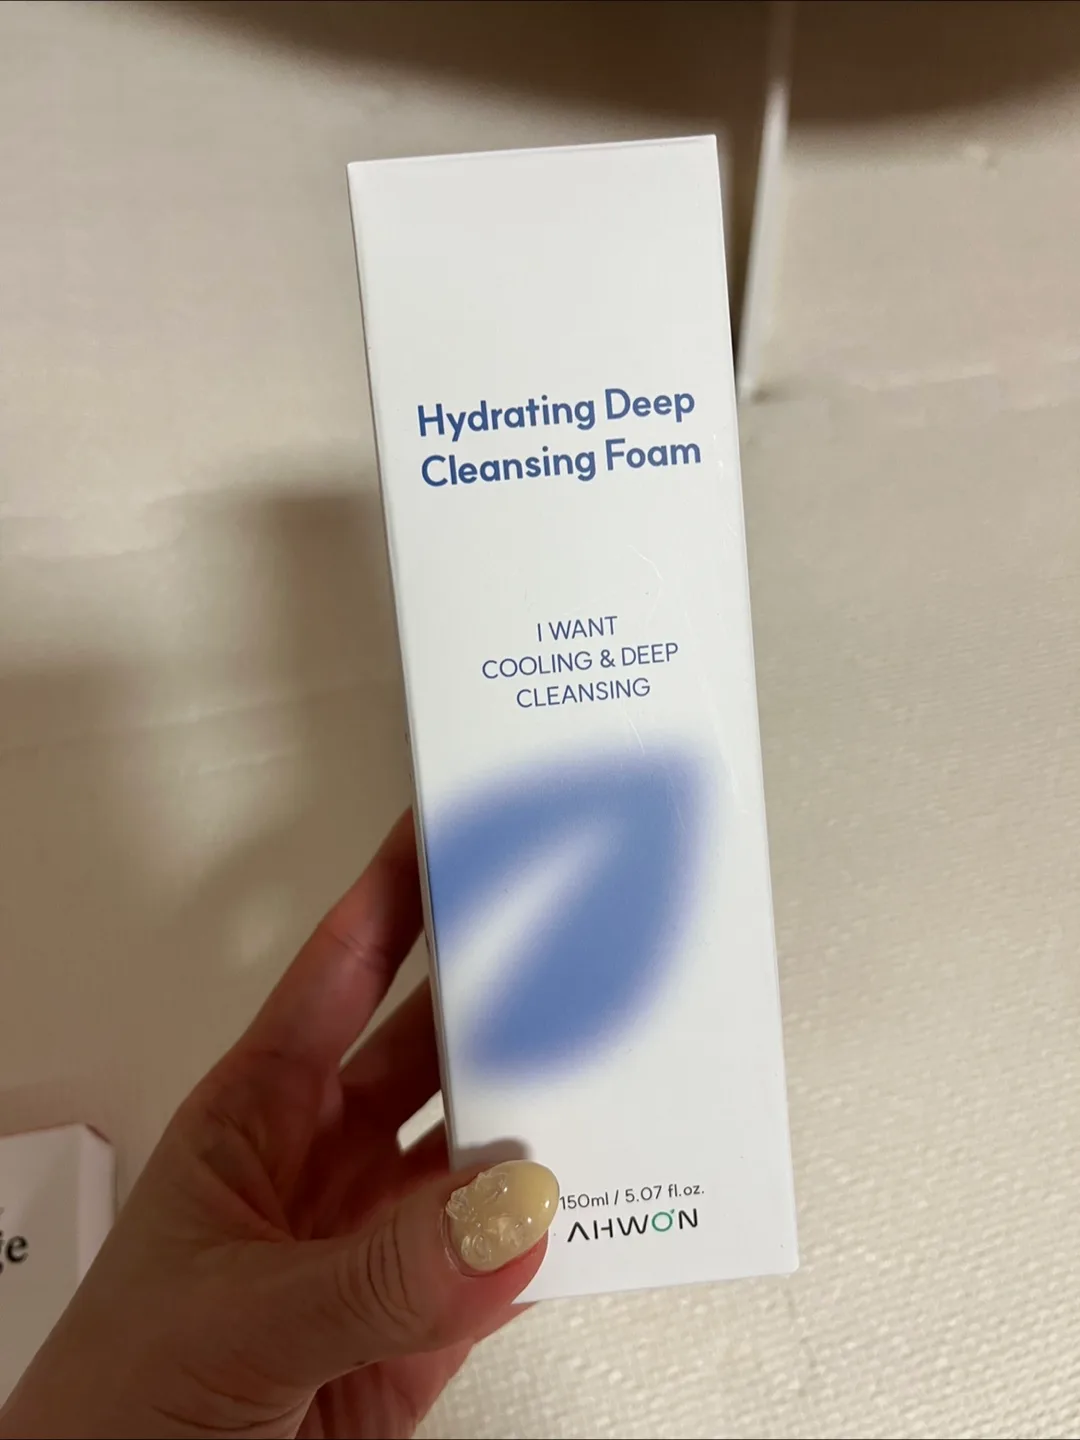 Hydrating Deep
Cleansing Foam
I WANT
COOLING & DEEP
CLEANSING
150ml / 5.07 fl.oz.
AHWON